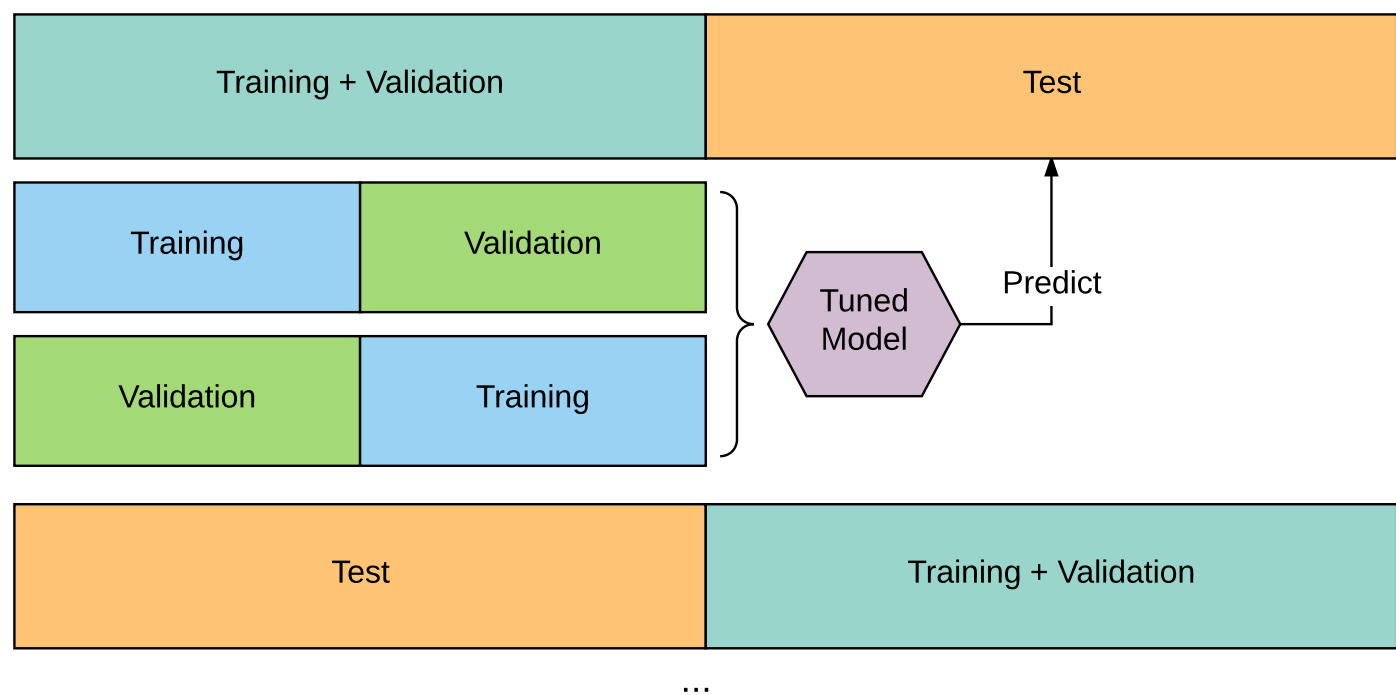 Training + Validation
Test
Training
Validation
Tuned
Model
Predict
Validation
Training
Test
Training + Validation
...